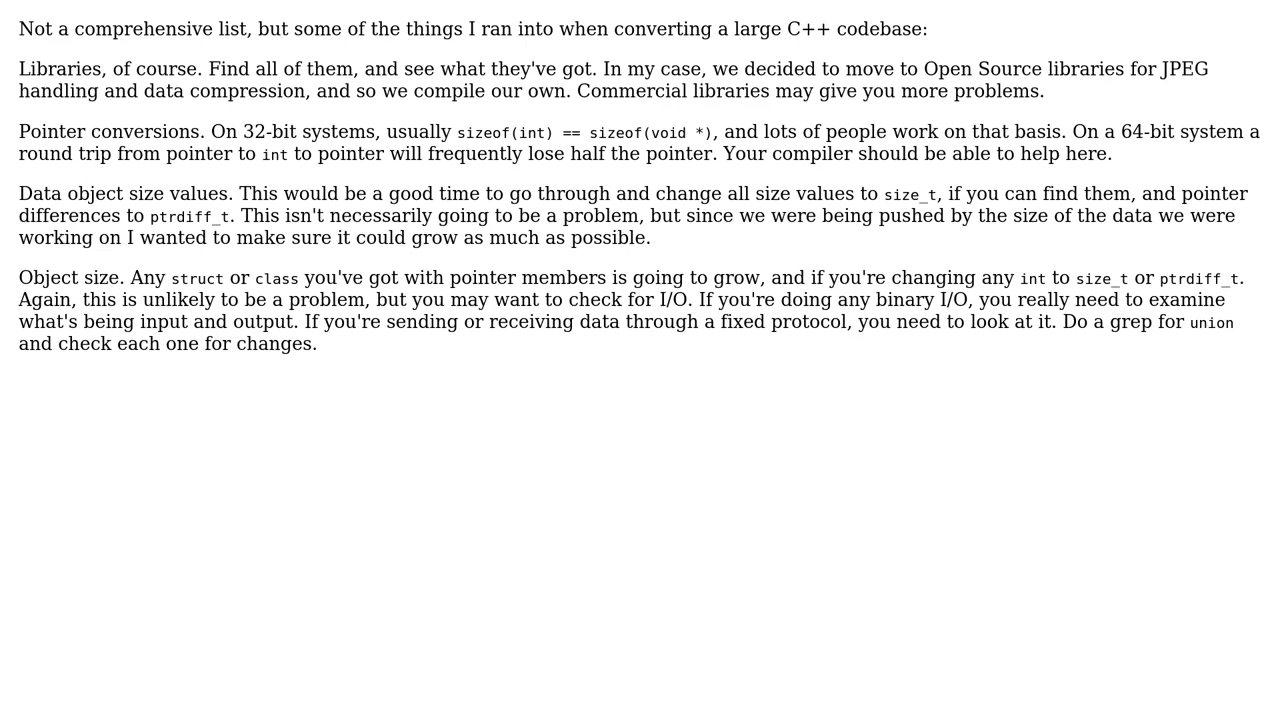 Not a comprehensive list, but some of the things I ran into when converting a large C++ codebase:
Libraries, of course. Find all of them, and see what they've got. In my case, we decided to move to Open Source libraries for JPEG
handling and data compression, and so we compile our own. Commercial libraries may give you more problems.
Pointer conversions. On 32-bit systems, usually sizeof(int) == sizeof(void *), and lots of people work on that basis. On a 64-bit system a
round trip from pointer to int to pointer will frequently lose half the pointer. Your compiler should be able to help here.
Data object size values. This would be a good time to go through and change all size values to size_t, if you can find them, and pointer
differences to ptrdiff_t. This isn't necessarily going to be a problem, but since we were being pushed by the size of the data we were
working on I wanted to make sure it could grow as much as possible.
Object size. Any struct or class you've got with pointer members is going to grow, and if you're changing any int to size_t or ptrdiff_t.
Again, this is unlikely to be a problem, but you may want to check for I/O. If you're doing any binary I/O, you really need to examine
what's being input and output. If you're sending or receiving data through a fixed protocol, you need to look at it. Do a grep for union
and check each one for changes.